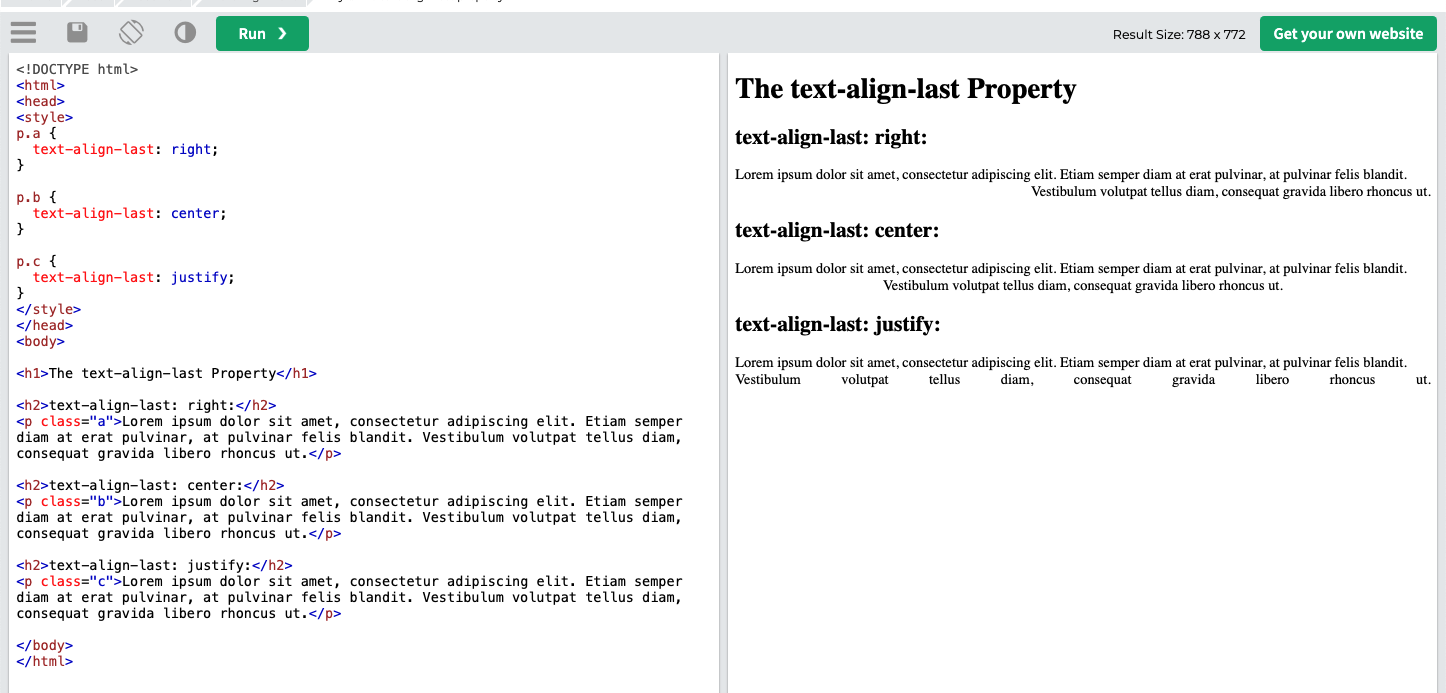 Run ❯
Result Size: 788 x 772
Get your own website
<!DOCTYPE html>
<html>
<head>
<style>
p.a {
  text-align-last: right;
}

p.b {
  text-align-last: center;
}

p.c {
  text-align-last: justify;
}
</style>
</head>
<body>

<h1>The text-align-last Property</h1>

<h2>text-align-last: right:</h2>
<p class="a">Lorem ipsum dolor sit amet, consectetur adipiscing elit. Etiam semper
diam at erat pulvinar, at pulvinar felis blandit. Vestibulum volutpat tellus diam,
consequat gravida libero rhoncus ut.</p>

<h2>text-align-last: center:</h2>
<p class="b">Lorem ipsum dolor sit amet, consectetur adipiscing elit. Etiam semper
diam at erat pulvinar, at pulvinar felis blandit. Vestibulum volutpat tellus diam,
consequat gravida libero rhoncus ut.</p>

<h2>text-align-last: justify:</h2>
<p class="c">Lorem ipsum dolor sit amet, consectetur adipiscing elit. Etiam semper
diam at erat pulvinar, at pulvinar felis blandit. Vestibulum volutpat tellus diam,
consequat gravida libero rhoncus ut.</p>

</body>
</html>
The text-align-last Property
text-align-last: right:
Lorem ipsum dolor sit amet, consectetur adipiscing elit. Etiam semper diam at erat pulvinar, at pulvinar felis blandit.
Vestibulum volutpat tellus diam, consequat gravida libero rhoncus ut.
text-align-last: center:
Lorem ipsum dolor sit amet, consectetur adipiscing elit. Etiam semper diam at erat pulvinar, at pulvinar felis blandit.
Vestibulum volutpat tellus diam, consequat gravida libero rhoncus ut.
text-align-last: justify:
Lorem ipsum dolor sit amet, consectetur adipiscing elit. Etiam semper diam at erat pulvinar, at pulvinar felis blandit.
Vestibulum volutpat tellus diam, consequat gravida libero rhoncus ut.